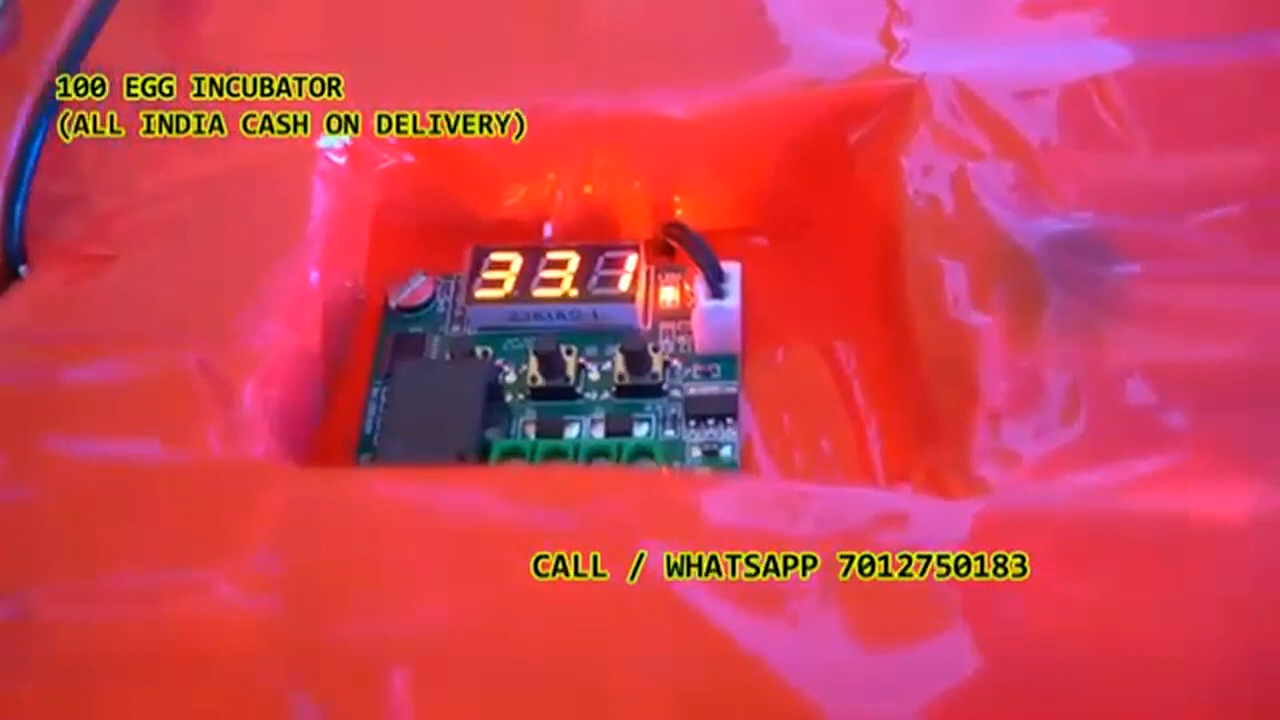 100 EGG INCUBATOR
(ALL INDIA CASH ON DELIVERY)
33.1
CALL / WHATSAPP 7012750183